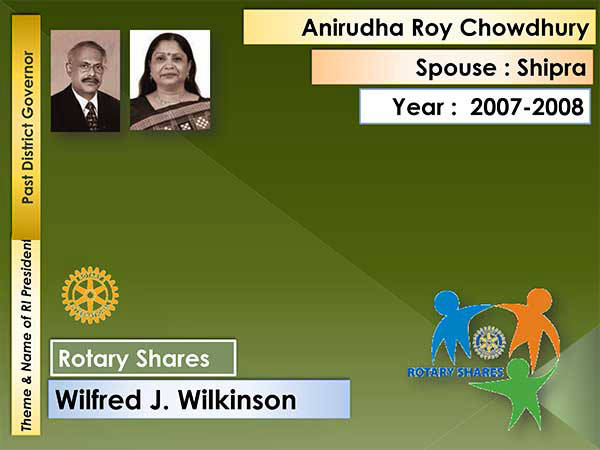 Anirudha Roy Chowdhury
Spouse : Shipra
Year : 2007-2008
Past District Governor
Theme & Name of RI President
ROTARY SHARES
Rotary Shares
Wilfred J. Wilkinson